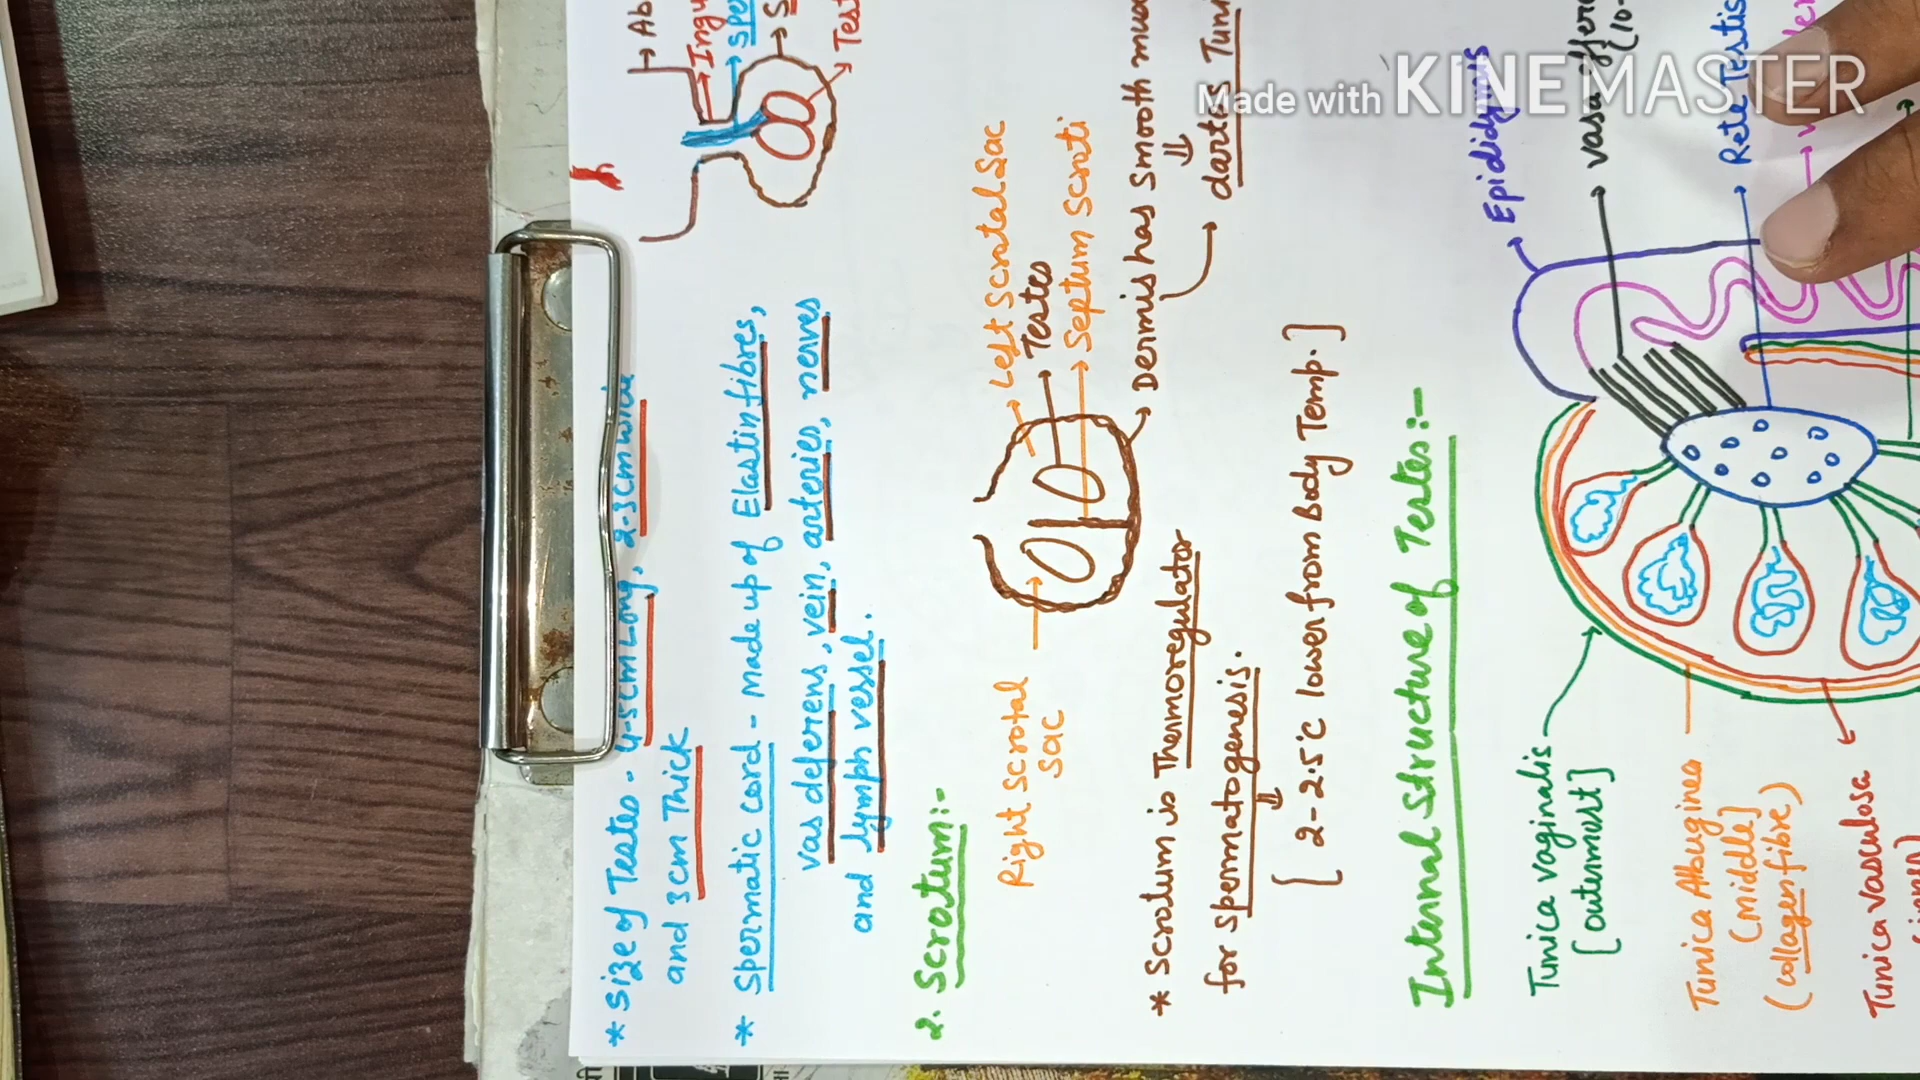 * Size of Testes - 4-5cm Long, 2-3cm wide
and 3cm Thick
* Spermatic cord - made up of Elastin fibres,
vas deferens, vein, arteries, nerves
and lymph vessel.
2. Scrotum:-
Right Scrotal
Sac
Left Scrotal Sac
Testes
Septum Scroti
Dermis has Smooth
dartos
* Scrotum is Thermoregulator
for Spermatogenesis.
[2-2.5°C lower from Body Temp.]
Internal Structure of Testes:-
Tunica vaginalis
[outermost]
Tunica Albuginea
(middle]
(collagen fibre)
Tunica vasculosa
Epididymis
vasa
Rete Testis
Made with KINEMASTER